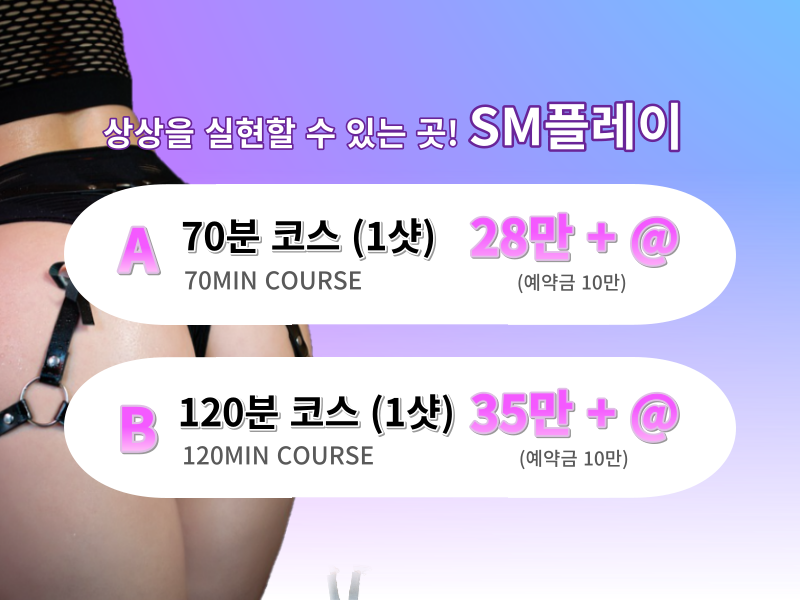 상상을 실현할 수 있는 곳! SM플레이
A
70분 코스 (1샷)
28만 + @
70MIN COURSE
(예약금 10만)
B
120분 코스 (1샷)
35만 + @
120MIN COURSE
(예약금 10만)